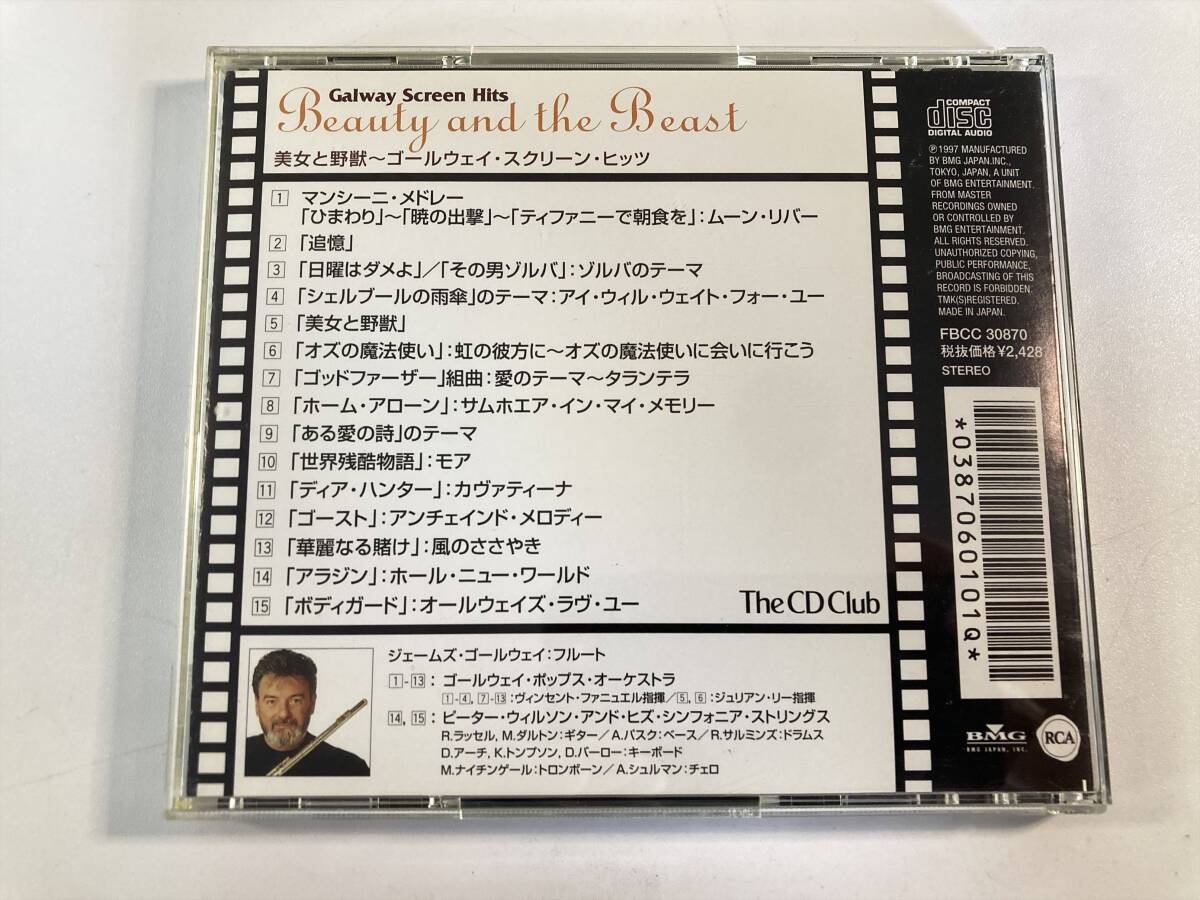 Galway Screen Hits
Beauty and the Beast
美女と野獣～ゴールウェイ・スクリーン・ヒッツ
1 マンシーニ・メドレー
「ひまわり」～「暁の出撃」～「ティファニーで朝食を」:ムーン・リバー
2 「追憶」
3 「日曜はダメよ」/「その男ゾルバ」:ゾルバのテーマ
4 「シェルブールの雨傘」のテーマ:アイ・ウィル・ウェイト・フォー・ユー
5 「美女と野獣」
6 「オズの魔法使い」:虹の彼方に～オズの魔法使いに会いに行こう
7 「ゴッドファーザー」組曲:愛のテーマ～タランテラ
8 「ホーム・アローン」:サムホエア・イン・マイ・メモリー
9 「ある愛の詩」のテーマ
10 「世界残酷物語」:モア
11 「ディア・ハンター」:カヴァティーナ
12 「ゴースト」:アンチェインド・メロディー
13 「華麗なる賭け」:風のささやき
14 「アラジン」:ホール・ニュー・ワールド
15 「ボディガード」:オールウェイズ・ラヴ・ユー
The CD Club
ジェームズ・ゴールウェイ:フルート
1-13:ゴールウェイ・ポップス・オーケストラ
1-4, 7-13:ヴィンセント・ファニュエル指揮/5, 6:ジュリアン・リー指揮
14, 15:ピーター・ウィルソン・アンド・ヒズ・シンフォニア・ストリングス
R.ラッセル, M.ダルトン:ギター/A.パスク:ベース/R.サルミンズ:ドラムス
D.アーチ, K.トンプソン, D.バーロー:キーボード
M.ナイチンゲール:トロンボーン/A.シュルマン:チェロ
COMPACT
disc
DIGITAL AUDIO
Ⓟ1997 MANUFACTURED
BY BMG JAPAN.INC.,
TOKYO, JAPAN, A UNIT
OF BMG ENTERTAINMENT.
FROM MASTER
RECORDINGS OWNED
OR CONTROLLED BY
BMG ENTERTAINMENT.
ALL RIGHTS RESERVED.
UNAUTHORIZED COPYING,
PUBLIC PERFORMANCE,
BROADCASTING OF THIS
RECORD IS FORBIDDEN.
TMK(S)REGISTERED.
MADE IN JAPAN.
FBCC 30870
税抜価格¥2,428
STEREO
*0387060101Q*
BMG
BMG JAPAN, INC.
RCA